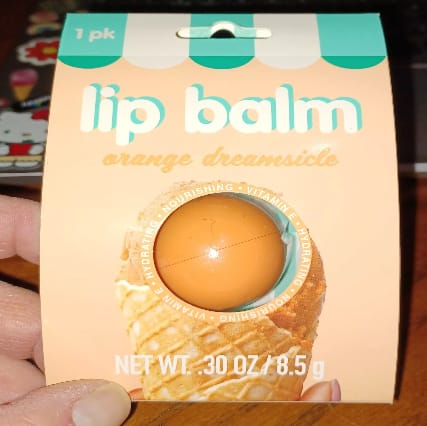 1 pk
lip balm
orange dreamsicle
HYDRATING • NOURISHING • VITAMIN E • HYDRATING • NOURISHING • VITAMIN E •
NET WT. .30 OZ / 8.5 g